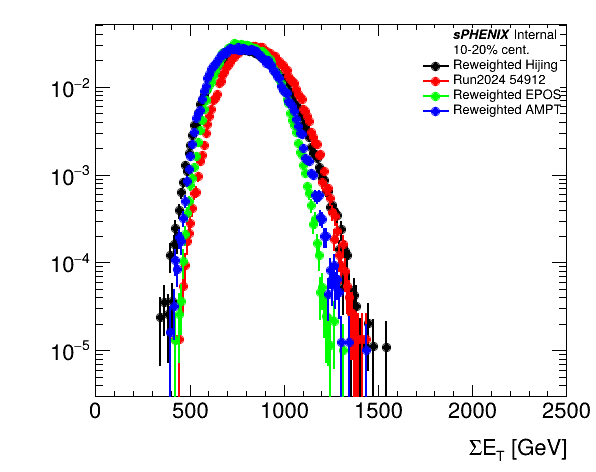 sPHENIX Internal
10-20% cent.
Reweighted Hijing
Run2024 54912
Reweighted EPOS
Reweighted AMPT
10⁻²
10⁻³
10⁻⁴
10⁻⁵
0 500 1000 1500 2000 2500
ΣE_T [GeV]